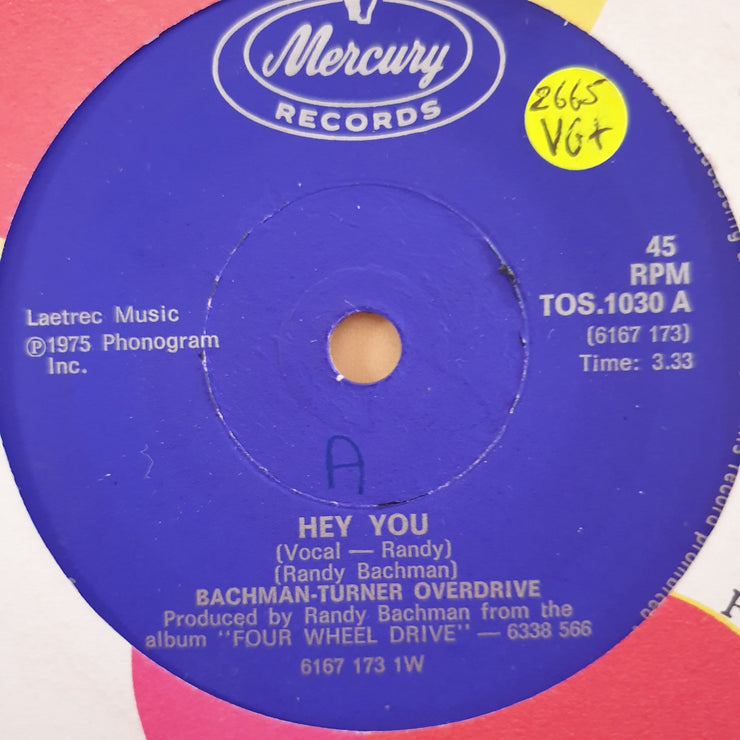 Mercury
RECORDS
2665
VG+
45
RPM
TOS.1030 A
(6167 173)
Time: 3.33
Laetrec Music
Ⓟ1975 Phonogram
Inc.
A
HEY YOU
(Vocal — Randy)
(Randy Bachman)
BACHMAN-TURNER OVERDRIVE
Produced by Randy Bachman from the
album "FOUR WHEEL DRIVE" — 6338 566
6167 173 1W
record